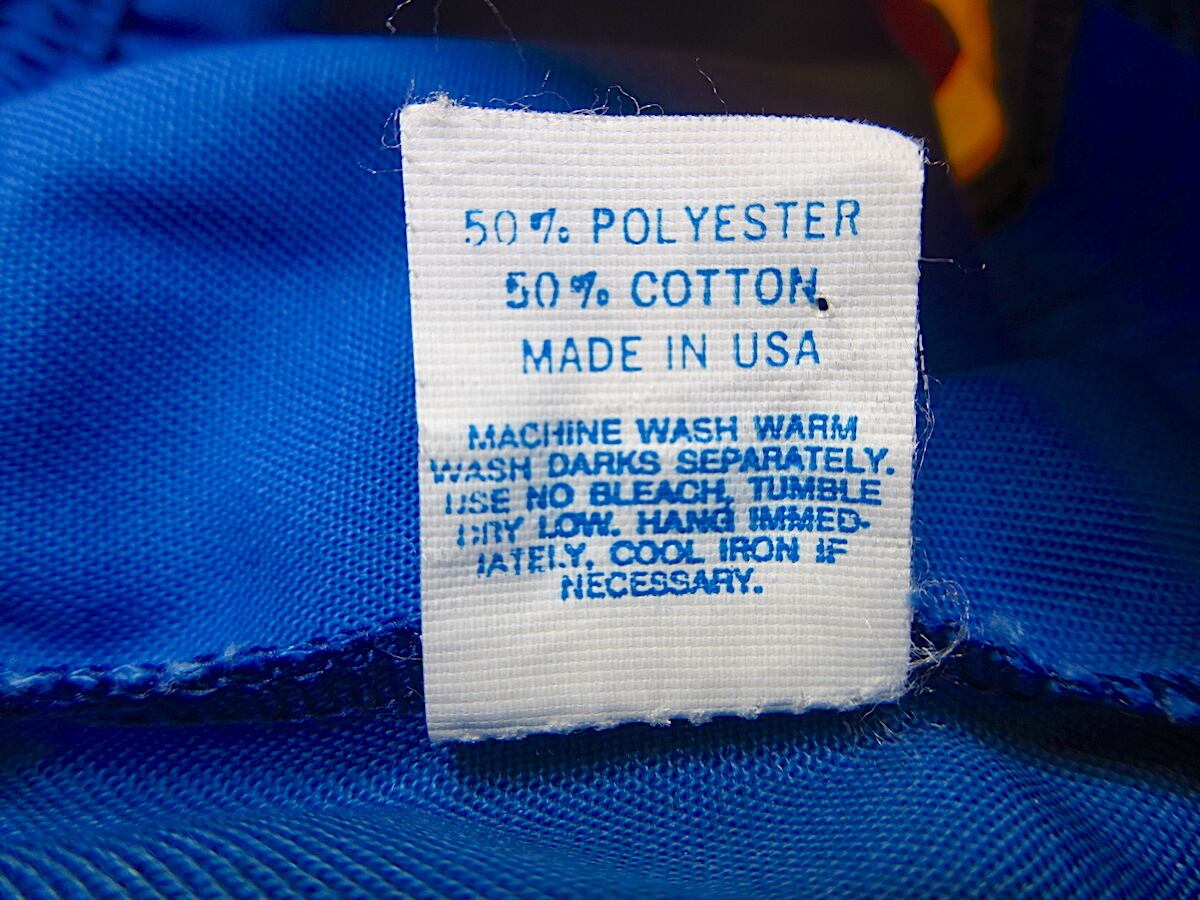 50% POLYESTER
50% COTTON
MADE IN USA
MACHINE WASH WARM
WASH DARKS SEPARATELY.
USE NO BLEACH, TUMBLE
DRY LOW. HANG IMMED-
IATELY, COOL IRON IF
NECESSARY.